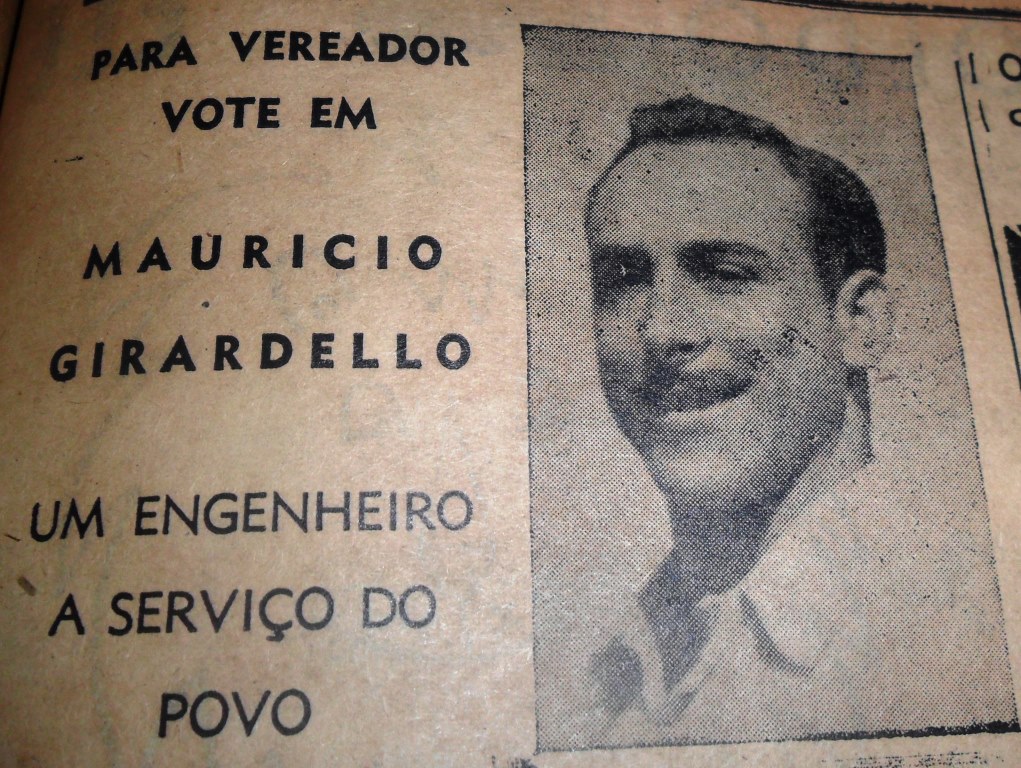 PARA VEREADOR
VOTE EM
MAURICIO
GIRARDELLO
UM ENGENHEIRO
A SERVIÇO DO
POVO